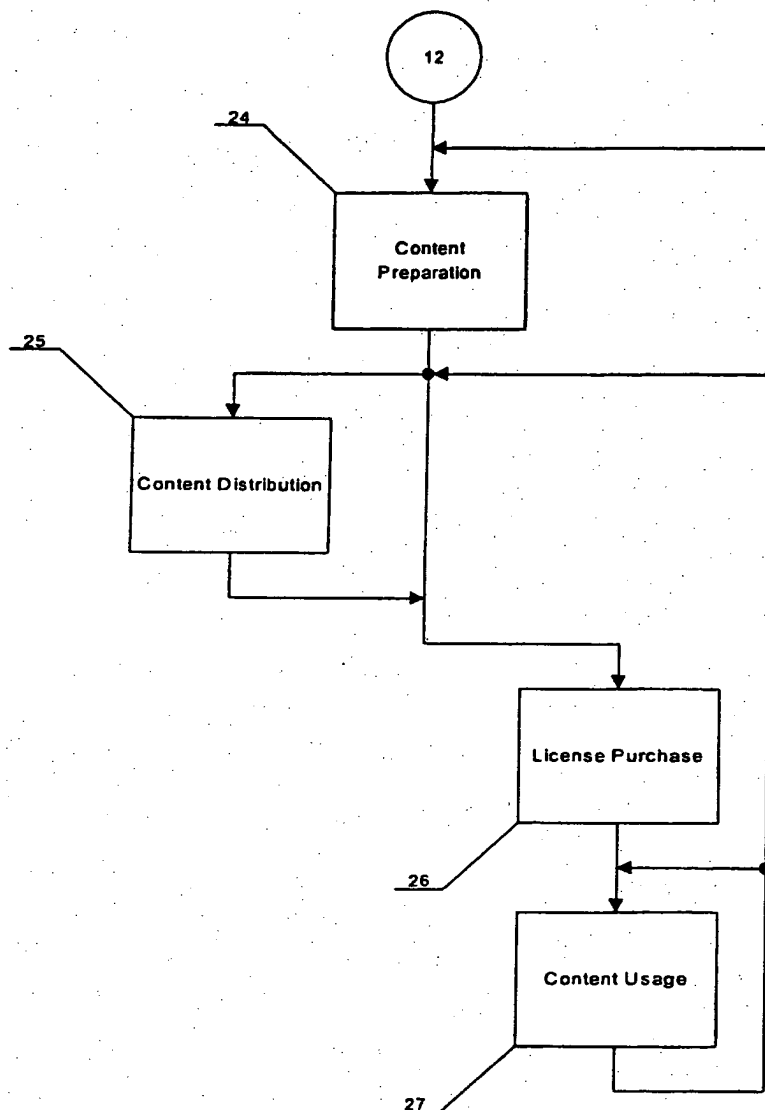 12
24
Content
Preparation
25
Content Distribution
License Purchase
26
Content Usage
27